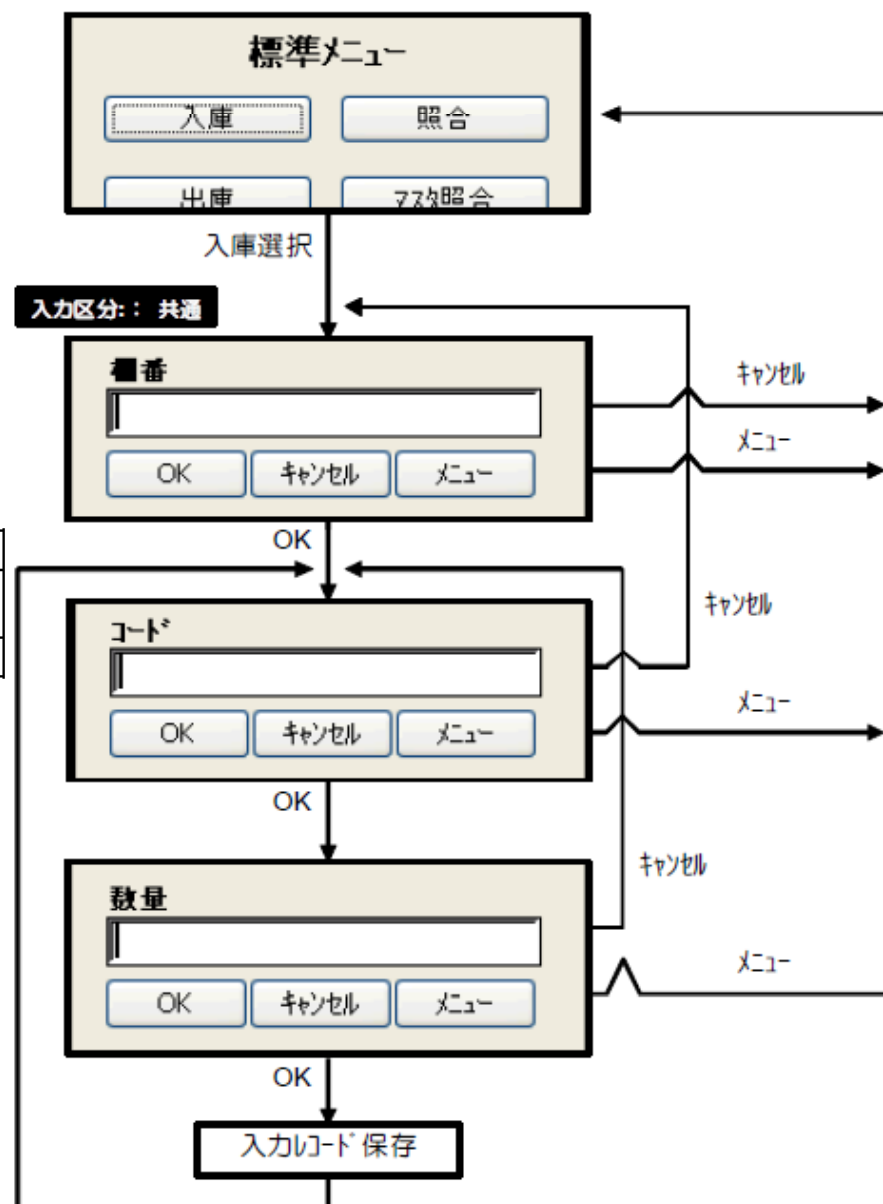 標準ﾒﾆｭｰ
入庫 照合
出庫 ﾏｽﾀ照合
入庫選択
入力区分:： 共通
棚番
ｷｬﾝｾﾙ
ﾒﾆｭｰ
OK ｷｬﾝｾﾙ ﾒﾆｭｰ
OK
ｺｰﾄﾞ
ｷｬﾝｾﾙ
ﾒﾆｭｰ
OK ｷｬﾝｾﾙ ﾒﾆｭｰ
OK
ｷｬﾝｾﾙ
数量
ﾒﾆｭｰ
OK ｷｬﾝｾﾙ ﾒﾆｭｰ
OK
入力ﾚｺｰﾄﾞ保存